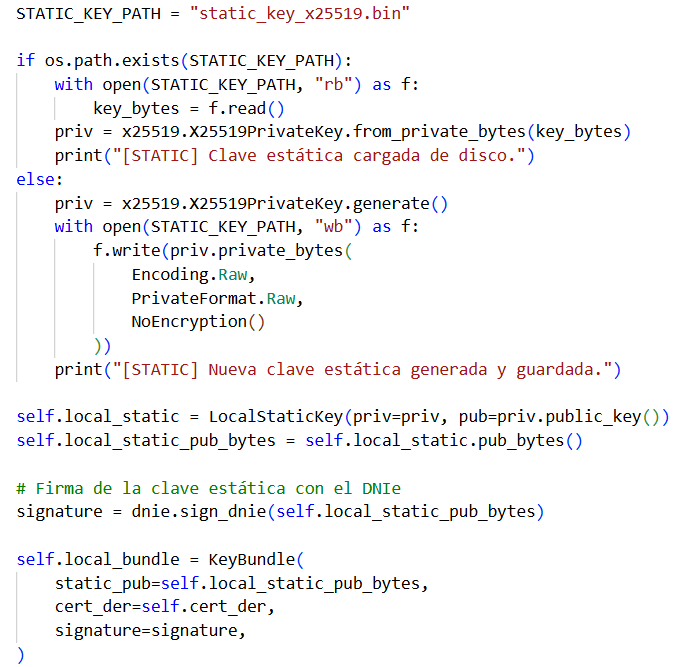 STATIC_KEY_PATH = "static_key_x25519.bin"

if os.path.exists(STATIC_KEY_PATH):
    with open(STATIC_KEY_PATH, "rb") as f:
        key_bytes = f.read()
    priv = x25519.X25519PrivateKey.from_private_bytes(key_bytes)
    print("[STATIC] Clave estática cargada de disco.")
else:
    priv = x25519.X25519PrivateKey.generate()
    with open(STATIC_KEY_PATH, "wb") as f:
        f.write(priv.private_bytes(
            Encoding.Raw,
            PrivateFormat.Raw,
            NoEncryption()
        ))
    print("[STATIC] Nueva clave estática generada y guardada.")

self.local_static = LocalStaticKey(priv=priv, pub=priv.public_key())
self.local_static_pub_bytes = self.local_static.pub_bytes()

# Firma de la clave estática con el DNIe
signature = dnie.sign_dnie(self.local_static_pub_bytes)

self.local_bundle = KeyBundle(
    static_pub=self.local_static_pub_bytes,
    cert_der=self.cert_der,
    signature=signature,
)